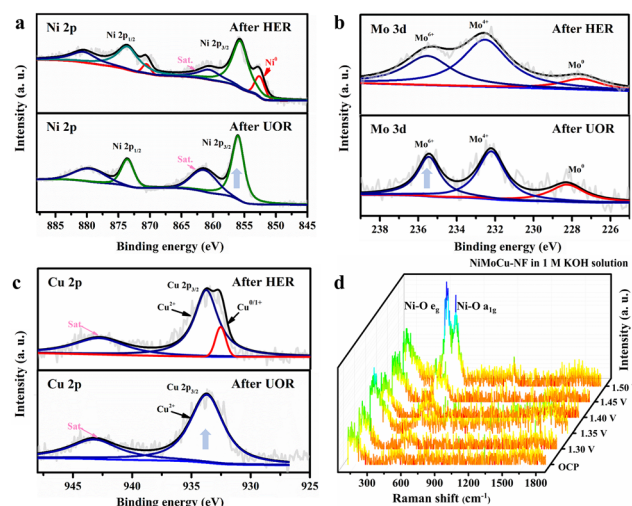 a
Ni 2p
After HER
Ni 2p1/2
Ni 2p3/2
Sat.
Ni0
Ni 2p
After UOR
Ni 2p1/2
Ni 2p3/2
Sat.
Intensity (a. u.)
885 880 875 870 865 860 855 850 845
Binding energy (eV)
b
Mo 3d
After HER
Mo6+
Mo4+
Mo0
Mo 3d
After UOR
Mo6+
Mo4+
Mo0
Intensity (a. u.)
238 236 234 232 230 228 226
Binding energy (eV)
c
Cu 2p
After HER
Cu 2p3/2
Cu2+
Cu0/1+
Sat
Cu 2p
After UOR
Cu 2p3/2
Cu2+
Sat
Intensity (a. u.)
945 940 935 930 925
Binding energy (eV)
NiMoCu-NF in 1 M KOH solution
d
Ni-O eg
Ni-O a1g
Intensity (a. u.)
1.50
1.45 V
1.40 V
1.35 V
1.30 V
OCP
300 600 900 1200 1500 1800
Raman shift (cm-1)